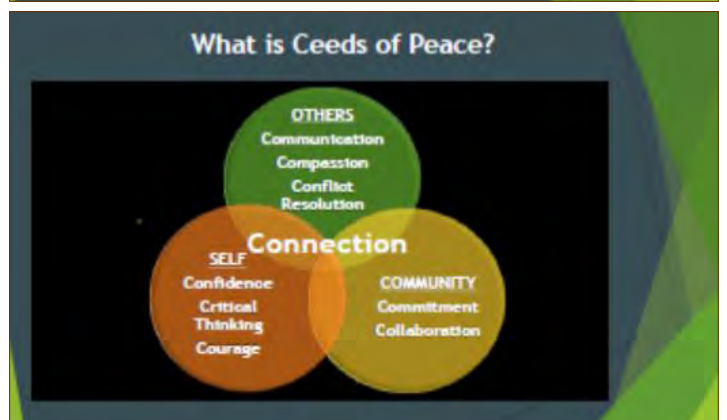 What is Ceeds of Peace?
OTHERS
Communication
Compassion
Conflict
Resolution
Connection
SELF
Confidence
Critical
Thinking
Courage
COMMUNITY
Commitment
Collaboration